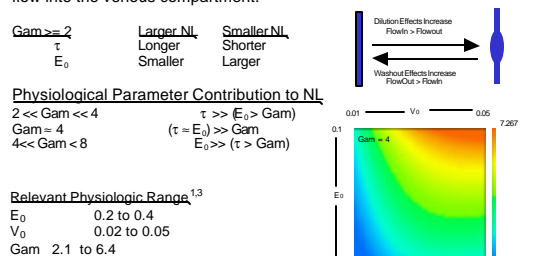 flow into the venous compartment.
Gam >= 2 Larger NL Smaller NL
τ Longer Shorter
E₀ Smaller Larger
Physiological Parameter Contribution to NL
2 << Gam << 4 τ >> (E₀ > Gam)
Gam ≈ 4 (τ ≈ E₀) >> Gam
4<< Gam < 8 E₀ >> (τ > Gam)
Relevant Physiologic Range¹,³
E₀ 0.2 to 0.4
V₀ 0.02 to 0.05
Gam 2.1 to 6.4
Dilution Effects Increase
FlowIn > Flowout
Washout Effects Increase
FlowOut > FlowIn
0.01 V₀ 0.05
7.267
0.1
Gam = 4
E₀